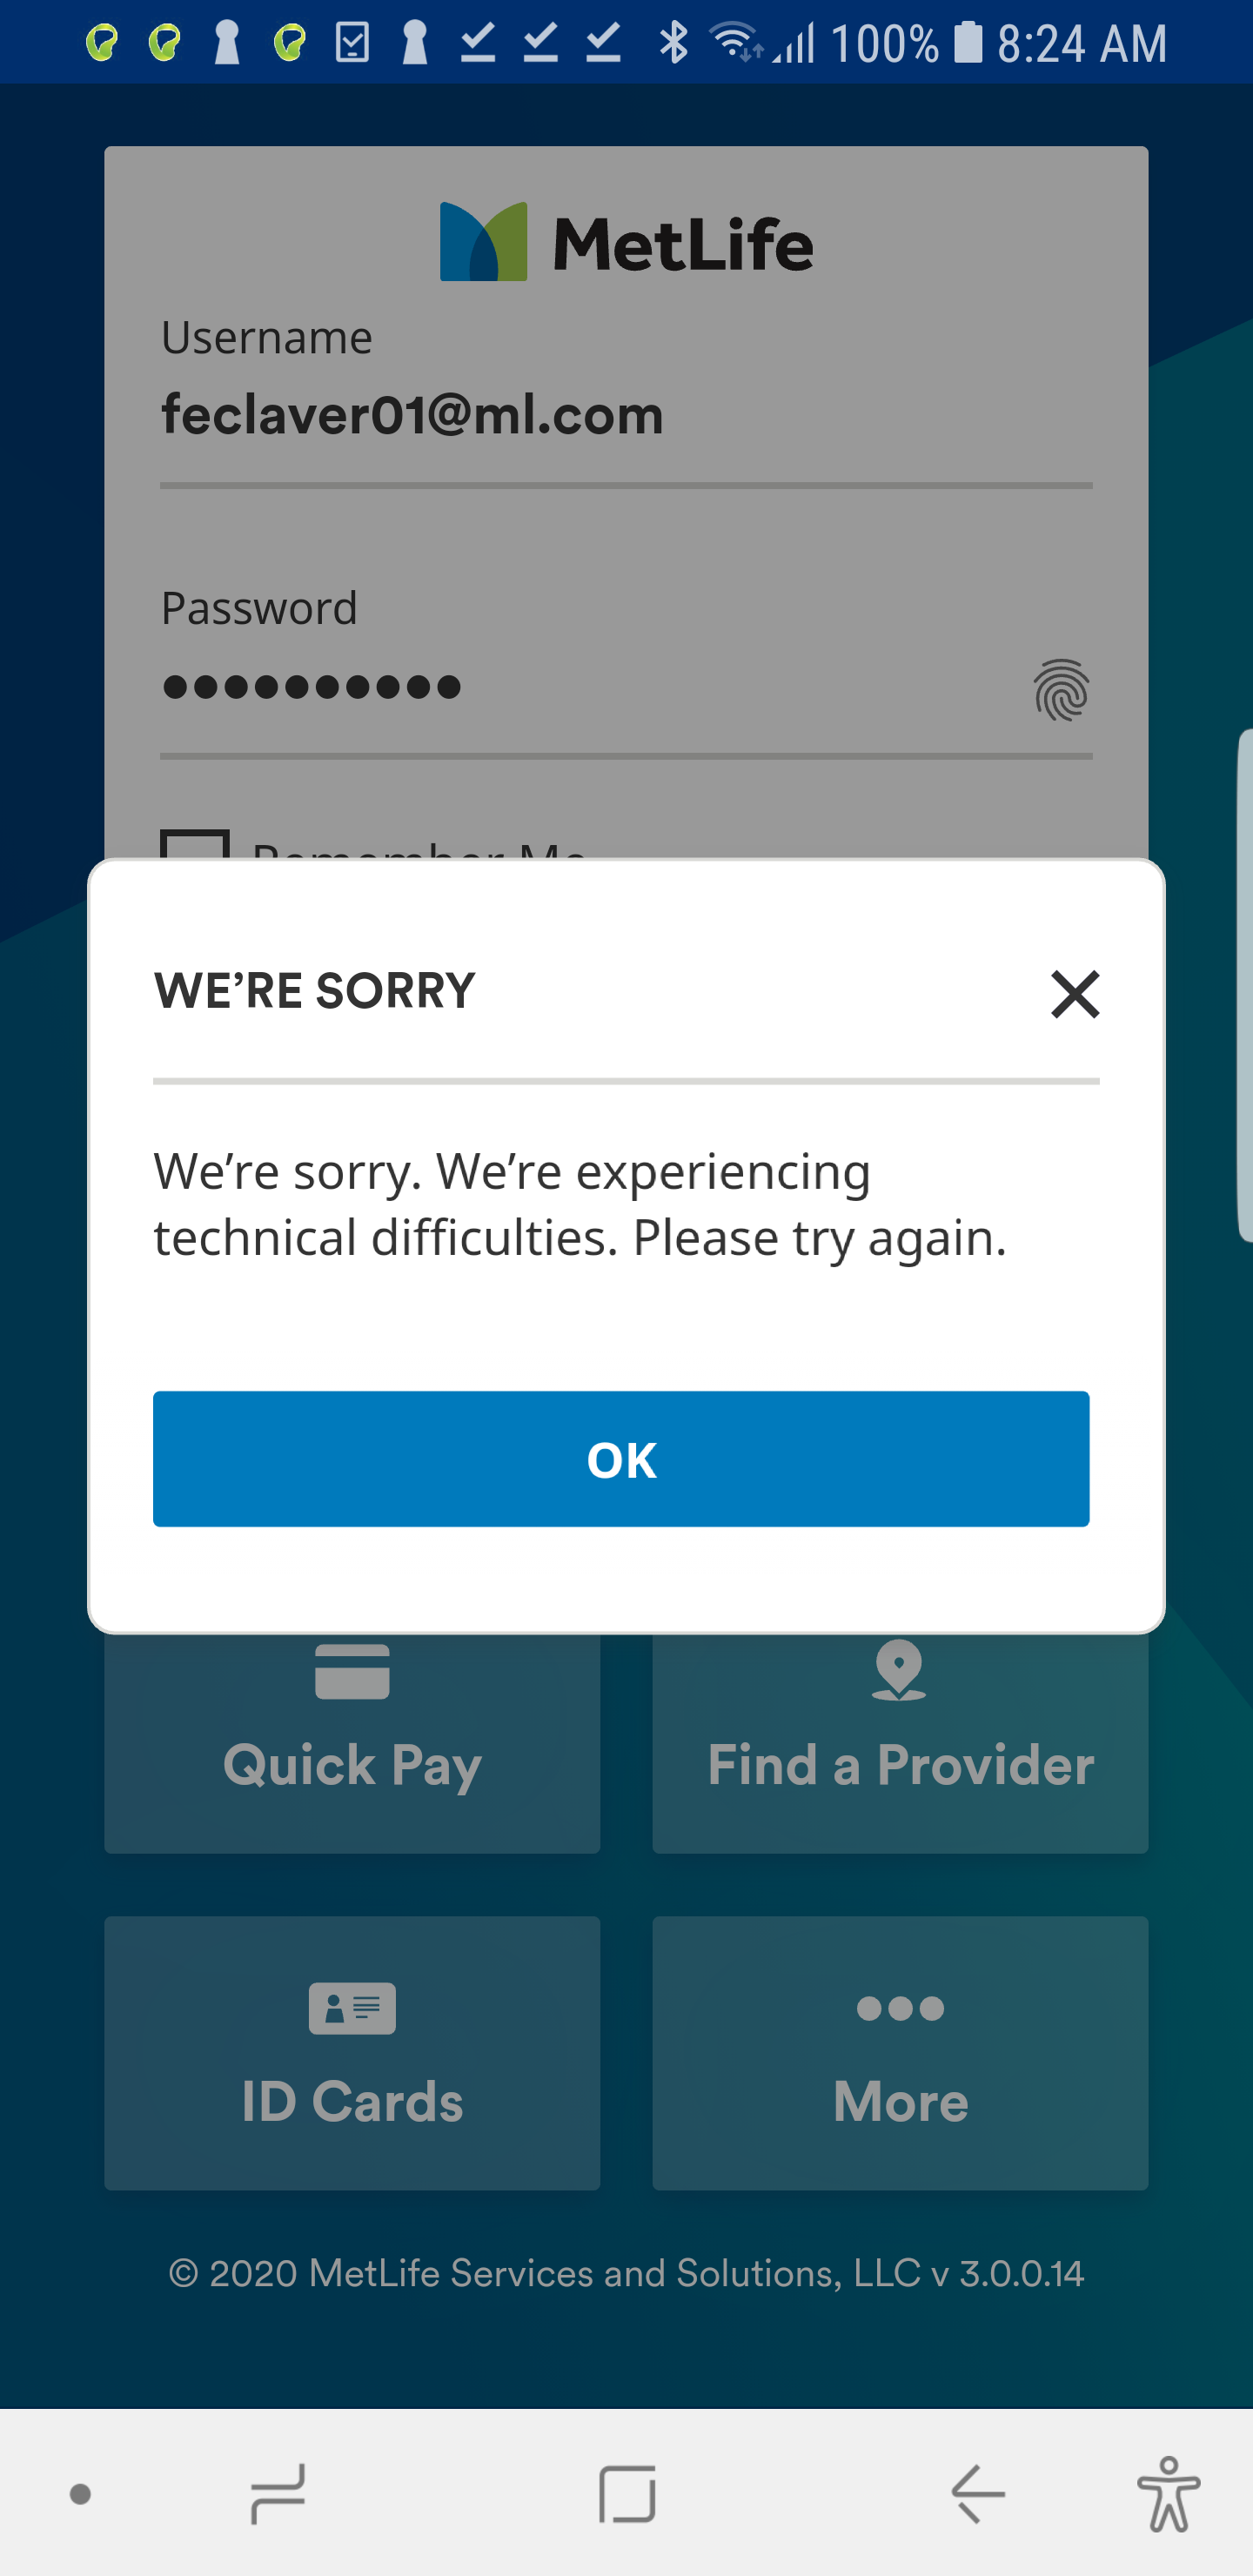 100% 8:24 AM
MetLife
Username
feclaver01@ml.com
Password
Remember Me
WE’RE SORRY
We’re sorry. We’re experiencing
technical difficulties. Please try again.
OK
Quick Pay
Find a Provider
ID Cards
More
© 2020 MetLife Services and Solutions, LLC v 3.0.0.14